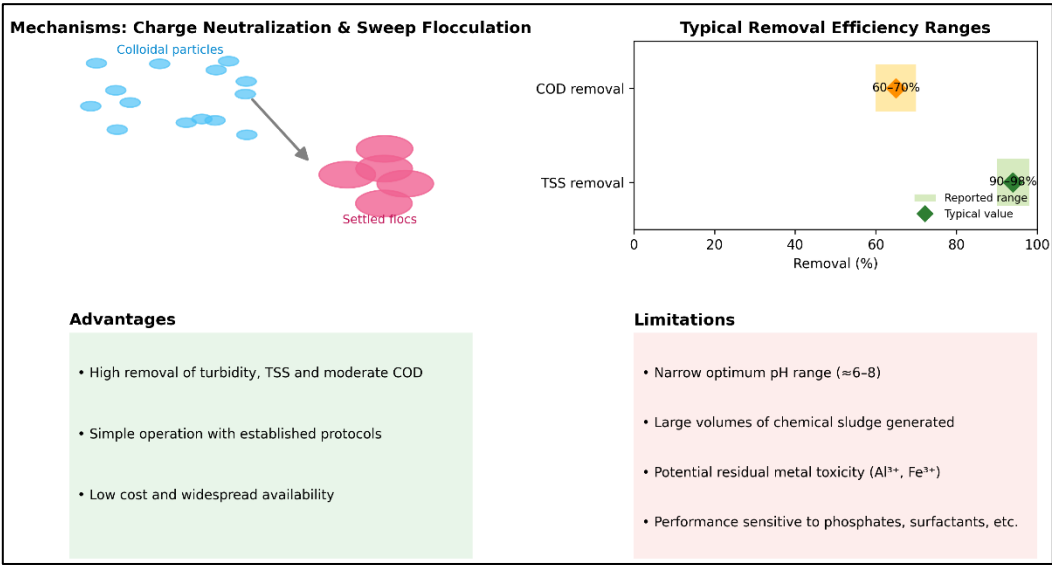 Mechanisms: Charge Neutralization & Sweep Flocculation
Colloidal particles
Settled flocs
Typical Removal Efficiency Ranges
COD removal
60–70%
TSS removal
90–98%
Reported range
Typical value
0 20 40 60 80 100
Removal (%)
Advantages
• High removal of turbidity, TSS and moderate COD
• Simple operation with established protocols
• Low cost and widespread availability
Limitations
• Narrow optimum pH range (≈6–8)
• Large volumes of chemical sludge generated
• Potential residual metal toxicity (Al³⁺, Fe³⁺)
• Performance sensitive to phosphates, surfactants, etc.